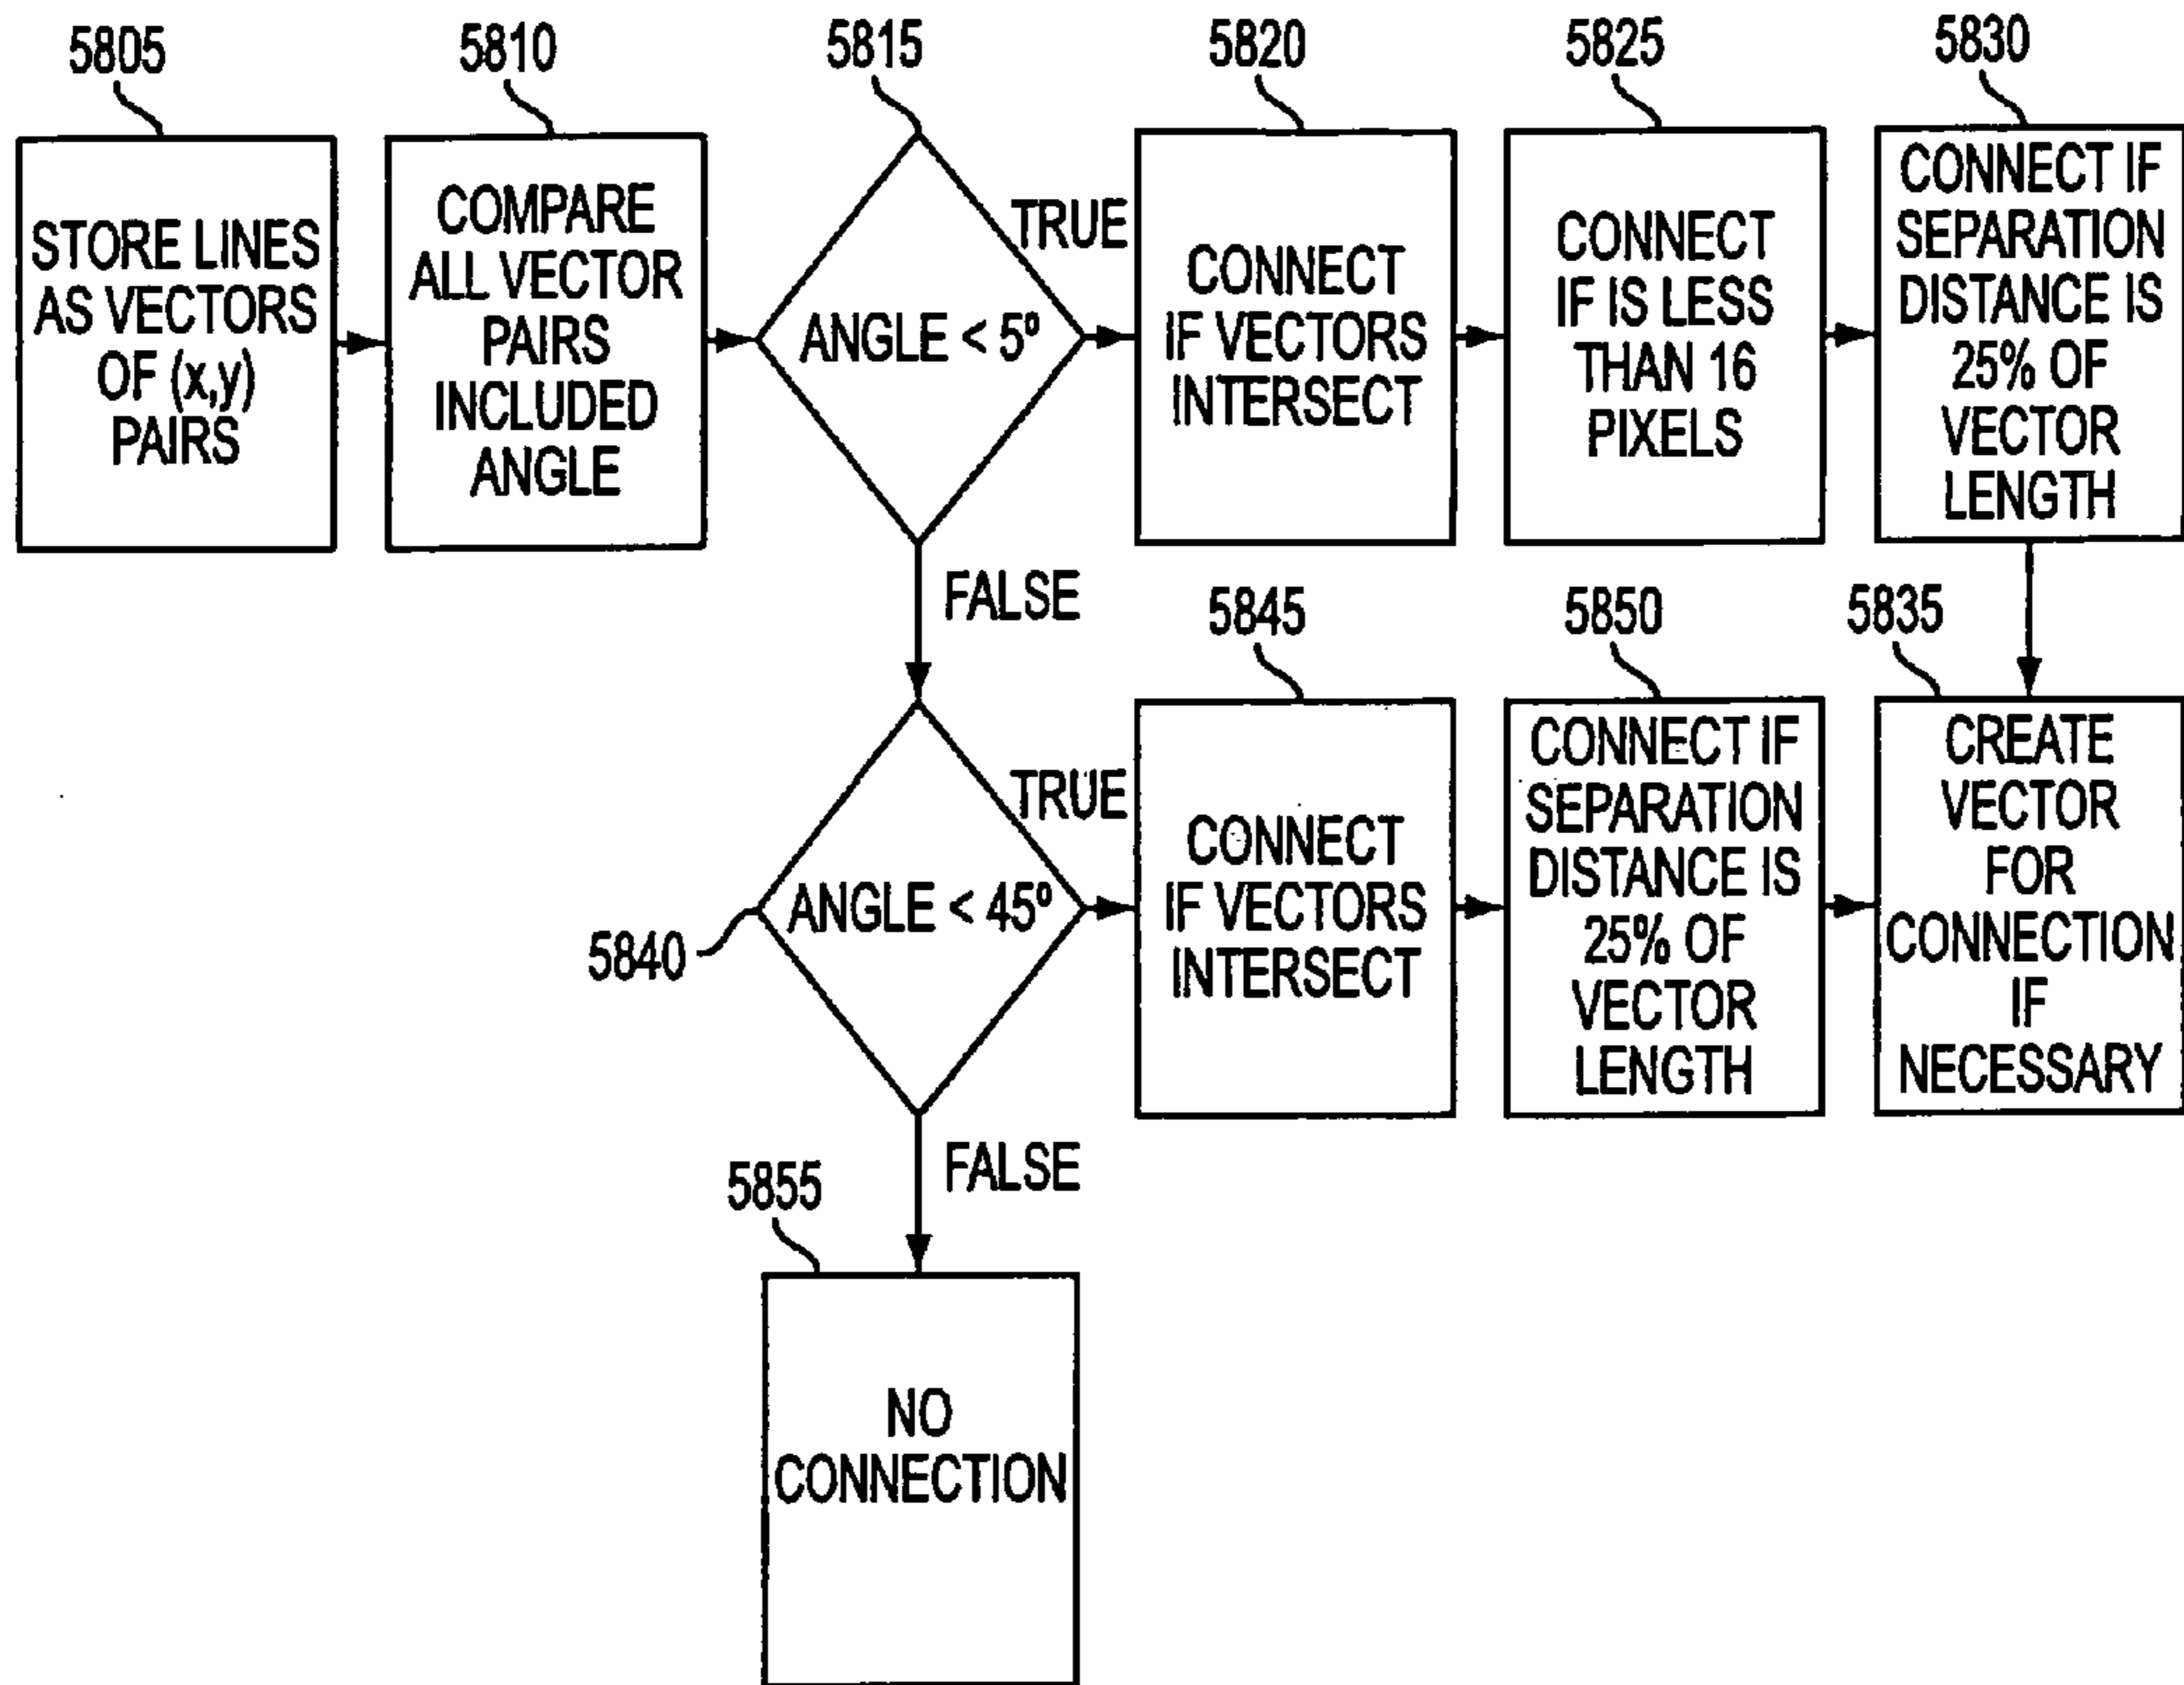 5805
5810
5815
5820
5825
5830
STORE LINES
AS VECTORS
OF (x,y)
PAIRS
COMPARE
ALL VECTOR
PAIRS
INCLUDED
ANGLE
ANGLE < 5º
TRUE
CONNECT
IF VECTORS
INTERSECT
CONNECT
IF IS LESS
THAN 16
PIXELS
CONNECT IF
SEPARATION
DISTANCE IS
25% OF
VECTOR
LENGTH
FALSE
5845
5850
5835
5840
ANGLE < 45º
TRUE
CONNECT
IF VECTORS
INTERSECT
CONNECT IF
SEPARATION
DISTANCE IS
25% OF
VECTOR
LENGTH
CREATE
VECTOR
FOR
CONNECTION
IF
NECESSARY
FALSE
5855
NO
CONNECTION